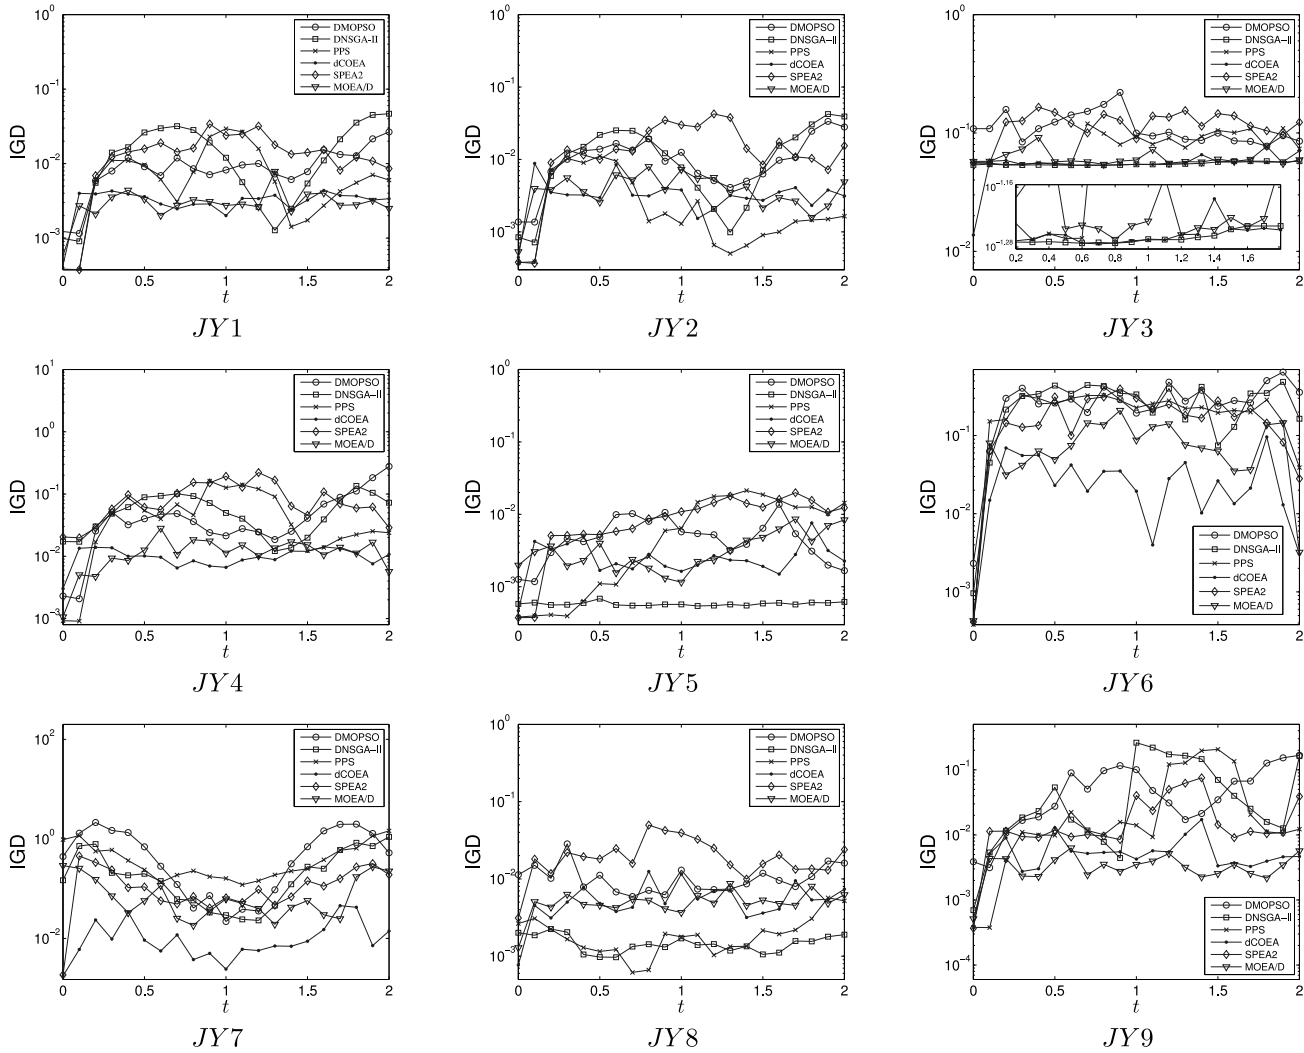 10^0
10^-1
10^-2
10^-3
IGD
DMOPSO
DNSGA-II
PPS
dCOEA
SPEA2
MOEA/D
0 0.5 1 1.5 2
t
JY1
10^0
10^-1
10^-2
10^-3
IGD
DMOPSO
DNSGA-II
PPS
dCOEA
SPEA2
MOEA/D
0 0.5 1 1.5 2
t
JY2
10^0
10^-1
10^-2
IGD
DMOPSO
DNSGA-II
PPS
dCOEA
SPEA2
MOEA/D
10^-1.16
10^-1.28
0.2 0.4 0.6 0.8 1 1.2 1.4 1.6
0 0.5 1 1.5 2
t
JY3
10^1
10^0
10^-1
10^-2
10^-3
IGD
DMOPSO
DNSGA-II
PPS
dCOEA
SPEA2
MOEA/D
0 0.5 1 1.5 2
t
JY4
10^0
10^-1
10^-2
10^-3
IGD
DMOPSO
DNSGA-II
PPS
dCOEA
SPEA2
MOEA/D
0 0.5 1 1.5 2
t
JY5
10^-1
10^-2
10^-3
IGD
DMOPSO
DNSGA-II
PPS
dCOEA
SPEA2
MOEA/D
0 0.5 1 1.5 2
t
JY6
10^2
10^0
10^-2
IGD
DMOPSO
DNSGA-II
PPS
dCOEA
SPEA2
MOEA/D
0 0.5 1 1.5 2
t
JY7
10^0
10^-1
10^-2
10^-3
IGD
DMOPSO
DNSGA-II
PPS
dCOEA
SPEA2
MOEA/D
0 0.5 1 1.5 2
t
JY8
10^-1
10^-2
10^-3
10^-4
IGD
DMOPSO
DNSGA-II
PPS
dCOEA
SPEA2
MOEA/D
0 0.5 1 1.5 2
t
JY9